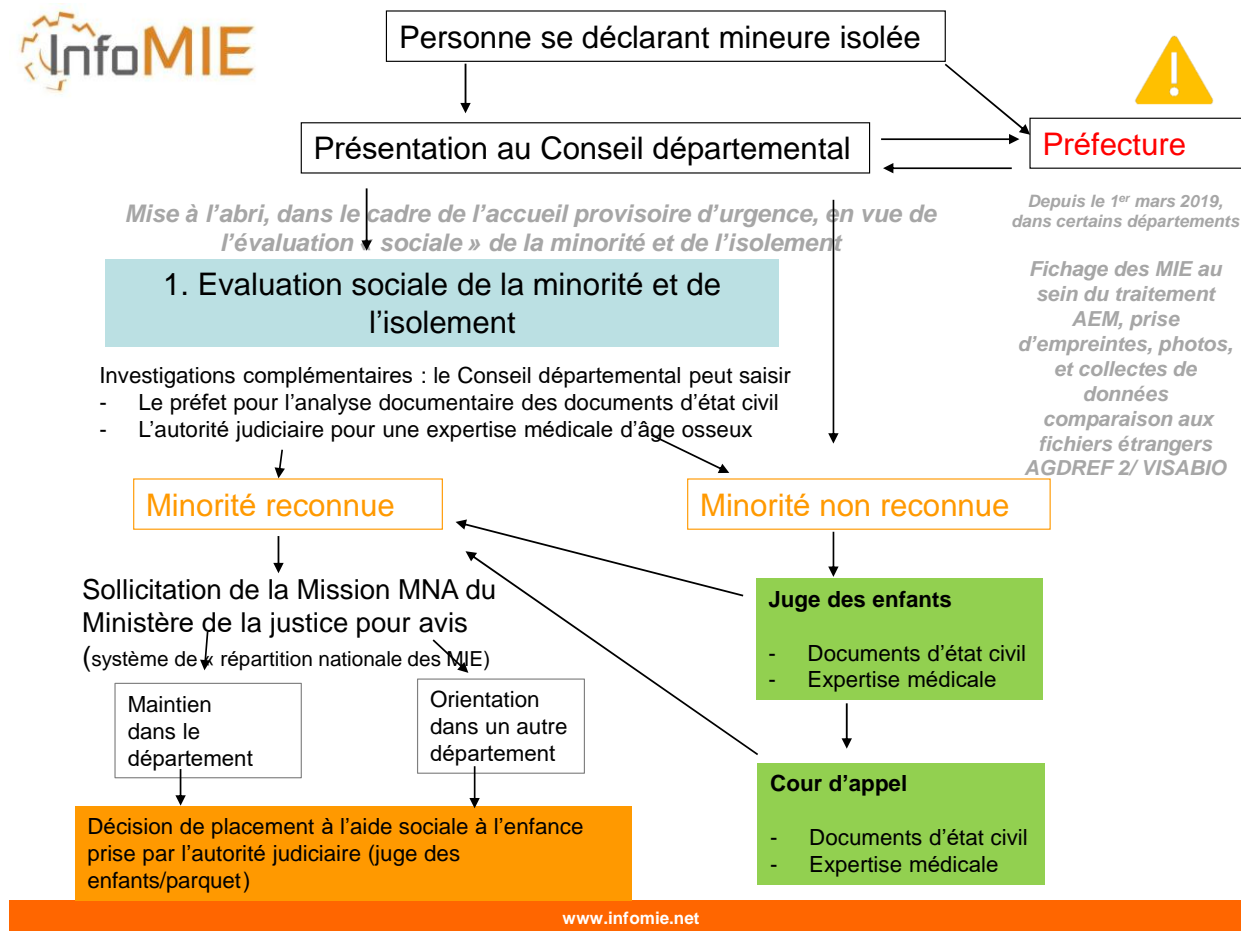 InfoMIE
Personne se déclarant mineure isolée
Présentation au Conseil départemental
Préfecture
Depuis le 1er mars 2019,
dans certains départements
Fichage des MIE au
sein du traitement
AEM, prise
d'empreintes, photos,
et collectes de
données
comparaison aux
fichiers étrangers
AGDREF 2/ VISABIO
Mise à l'abri, dans le cadre de l'accueil provisoire d'urgence, en vue de
l'évaluation « sociale » de la minorité et de l'isolement
1. Evaluation sociale de la minorité et de
l'isolement
Investigations complémentaires : le Conseil départemental peut saisir
- Le préfet pour l'analyse documentaire des documents d'état civil
- L'autorité judiciaire pour une expertise médicale d'âge osseux
Minorité reconnue
Minorité non reconnue
Sollicitation de la Mission MNA du
Ministère de la justice pour avis
(système de « répartition nationale des MIE)
Maintien
dans le
département
Orientation
dans un autre
département
Décision de placement à l'aide sociale à l'enfance
prise par l'autorité judiciaire (juge des
enfants/parquet)
Juge des enfants
- Documents d'état civil
- Expertise médicale
Cour d'appel
- Documents d'état civil
- Expertise médicale
www.infomie.net